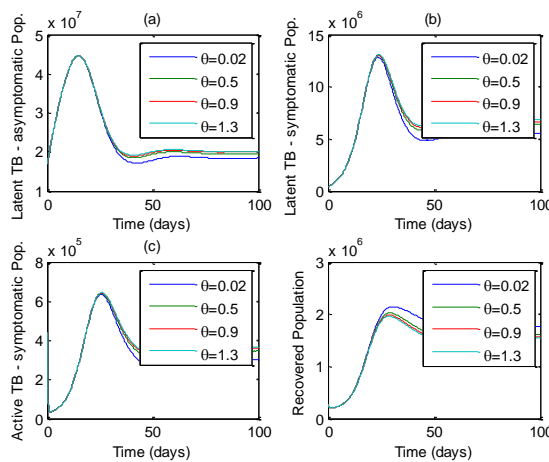 x 10^7
(a)
Latent TB - asymptomatic Pop.
5
4
3
2
1
θ=0.02
θ=0.5
θ=0.9
θ=1.3
0
50
100
Time (days)
x 10^6
(b)
Latent TB - symptomatic Pop.
15
10
5
0
θ=0.02
θ=0.5
θ=0.9
θ=1.3
0
50
100
Time (days)
x 10^5
(c)
Active TB - symptomatic Pop.
8
6
4
2
0
θ=0.02
θ=0.5
θ=0.9
θ=1.3
0
50
100
Time (days)
x 10^6
Recovered Population
3
2
1
0
θ=0.02
θ=0.5
θ=0.9
θ=1.3
0
50
100
Time (days)